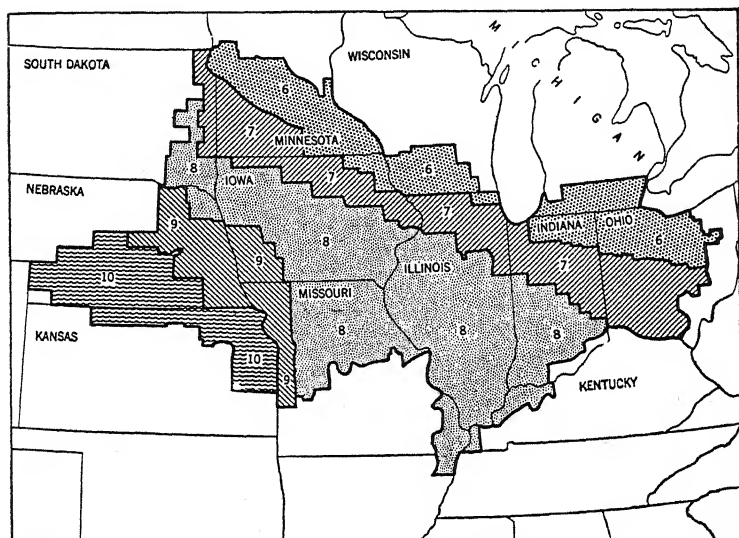 MICHIGAN
WISCONSIN
SOUTH DAKOTA
6
7
MINNESOTA
6
8
IOWA
7
NEBRASKA
9
7
INDIANA
OHIO
6
8
9
ILLINOIS
7
10
MISSOURI
8
8
8
KANSAS
10
9
KENTUCKY